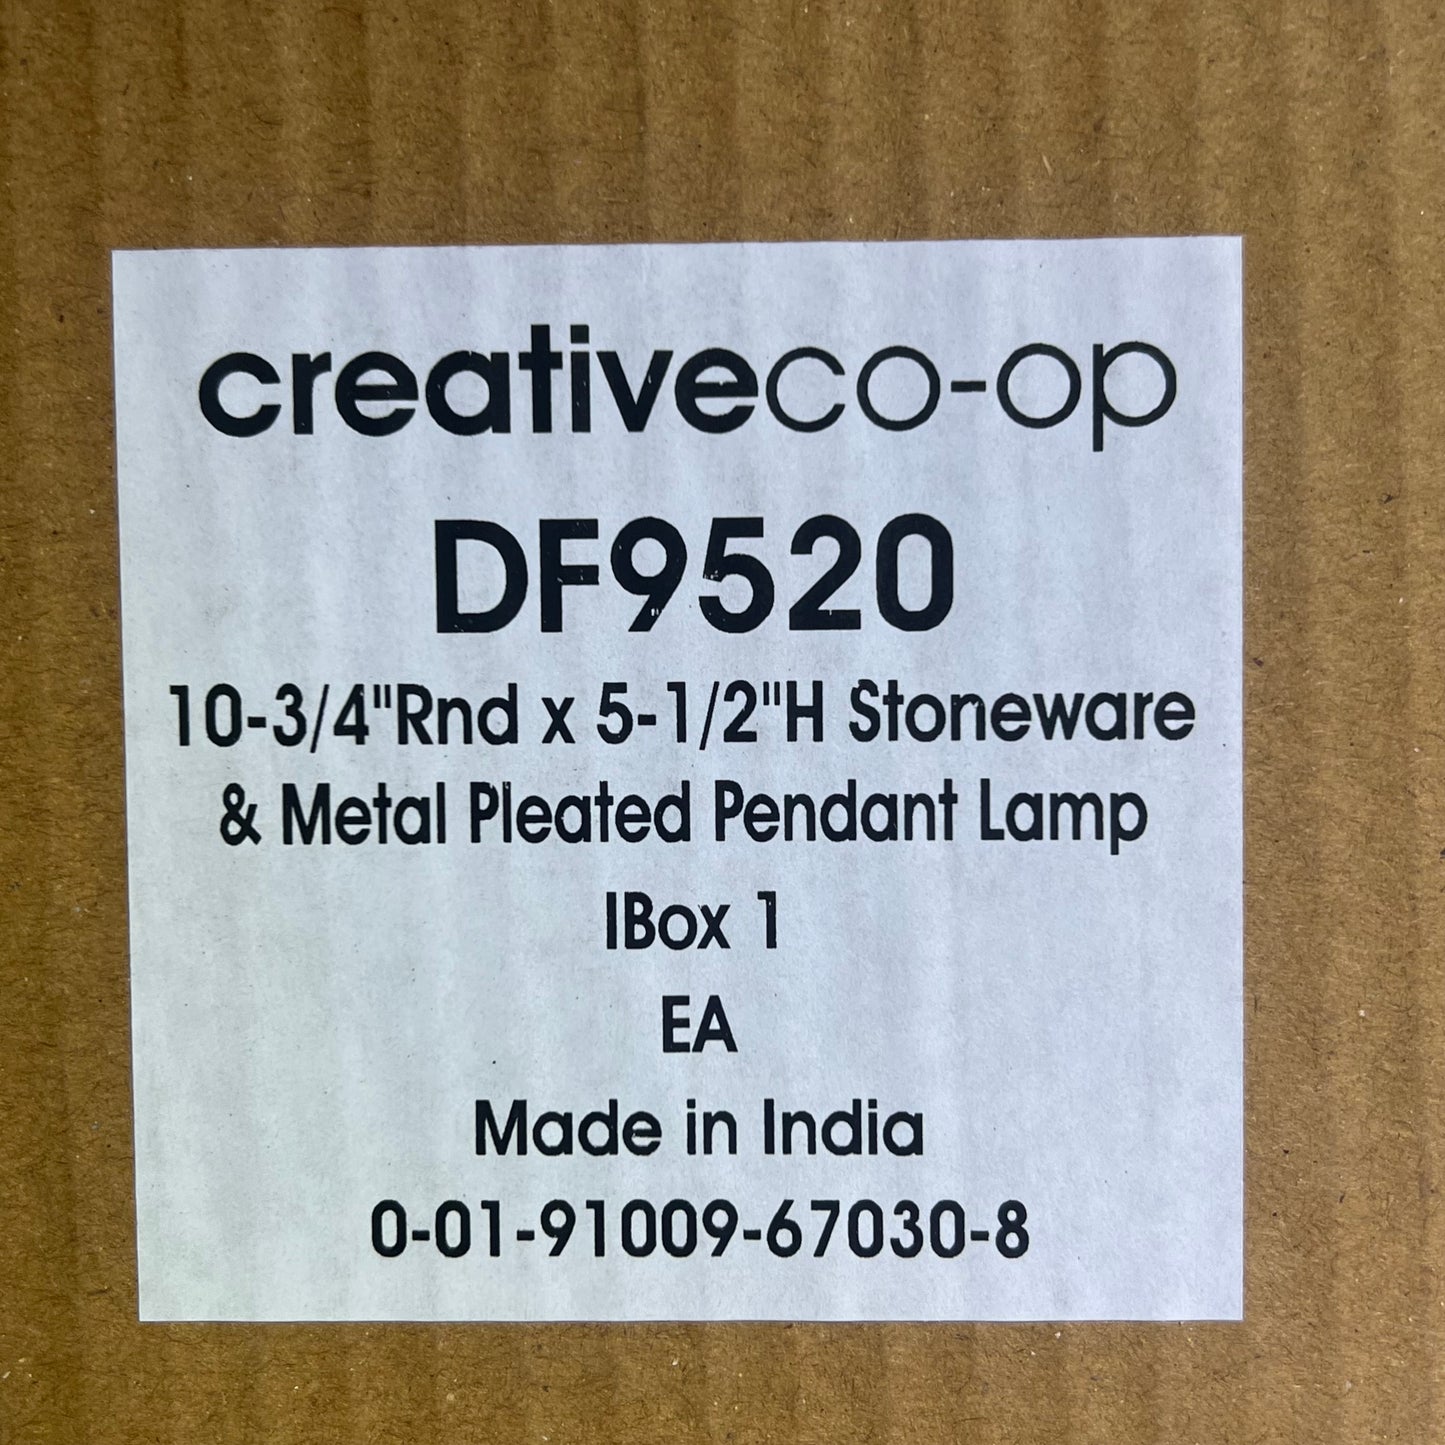 creativeco-op
DF9520
10-3/4"Rnd x 5-1/2"H Stoneware
& Metal Pleated Pendant Lamp
IBox 1
EA
Made in India
0-01-91009-67030-8